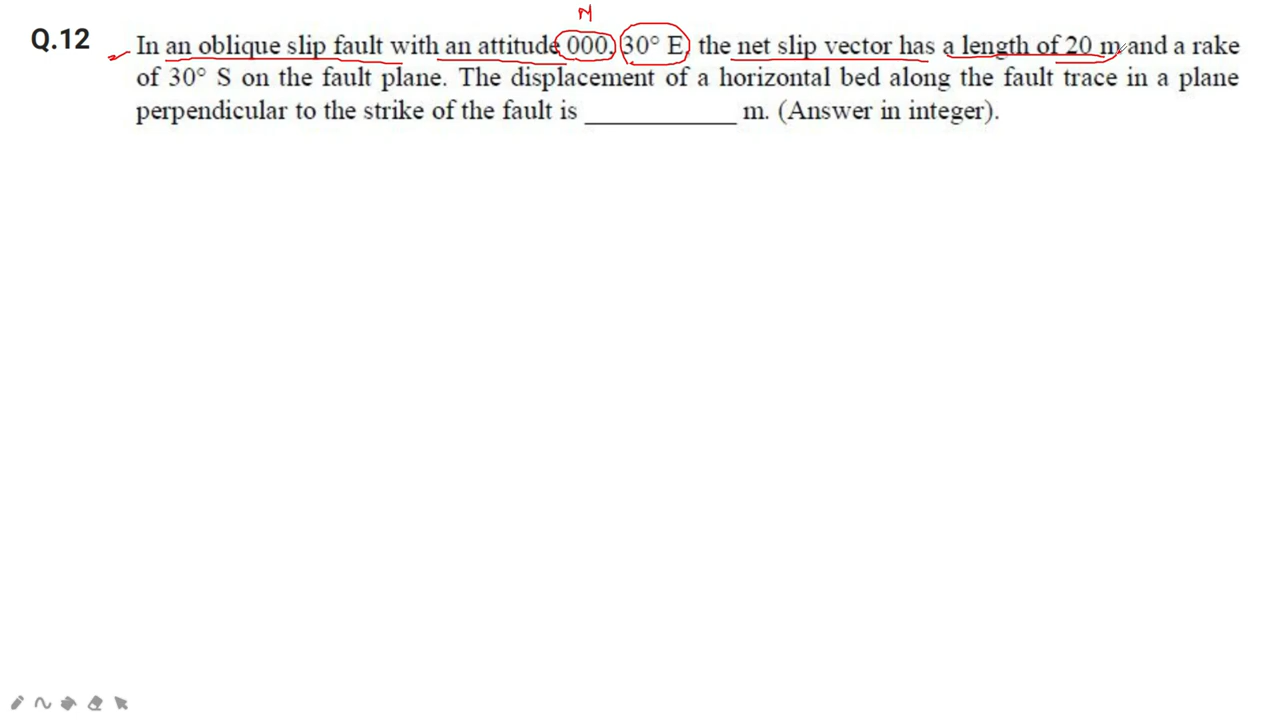 N
Q.12 In an oblique slip fault with an attitude 000, 30° E, the net slip vector has a length of 20 m and a rake
of 30° S on the fault plane. The displacement of a horizontal bed along the fault trace in a plane
perpendicular to the strike of the fault is ____________ m. (Answer in integer).